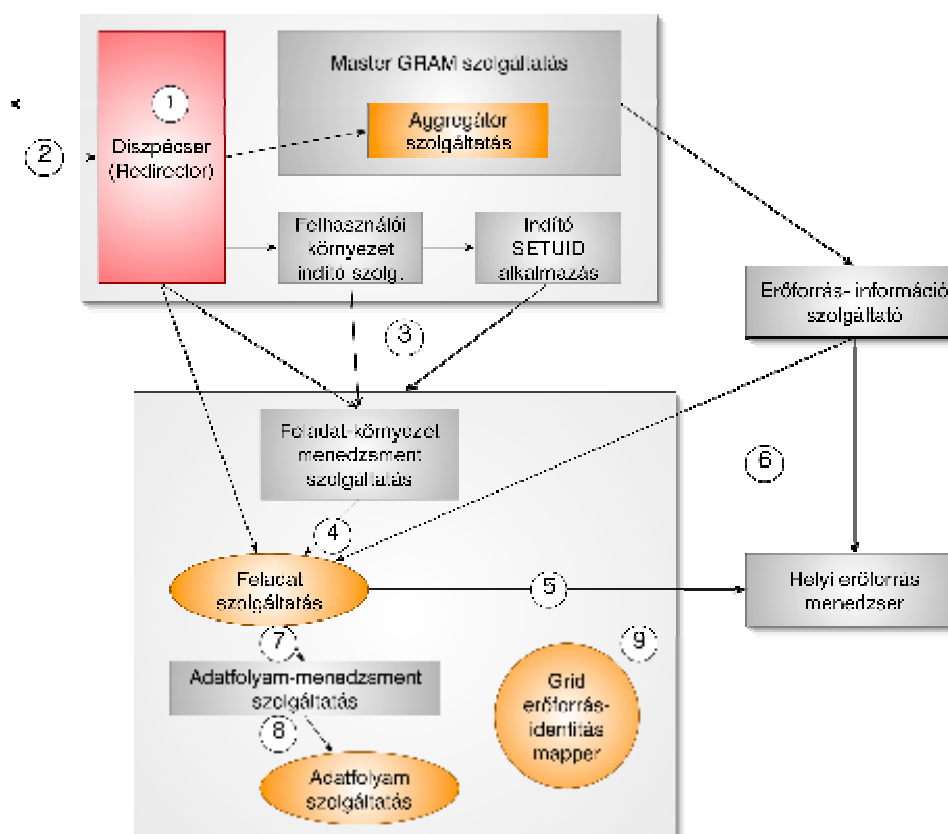 Master GRAM szolgáltatás
1
Aggregátor
szolgáltatás
2
Diszpécser
(Redirector)
Felhasználói
környezet
indító szolg.
Indító
SETUID
alkalmazás
Erőforrás- információ
szolgáltató
3
Feladat-környezet
menedzsment
szolgáltatás
6
4
Feladat
szolgáltatás
5
Helyi erőforrás
menedzser
7
9
Adatfolyam-menedzsment
szolgáltatás
Grid
erőforrás-
identitás
mapper
8
Adatfolyam
szolgáltatás